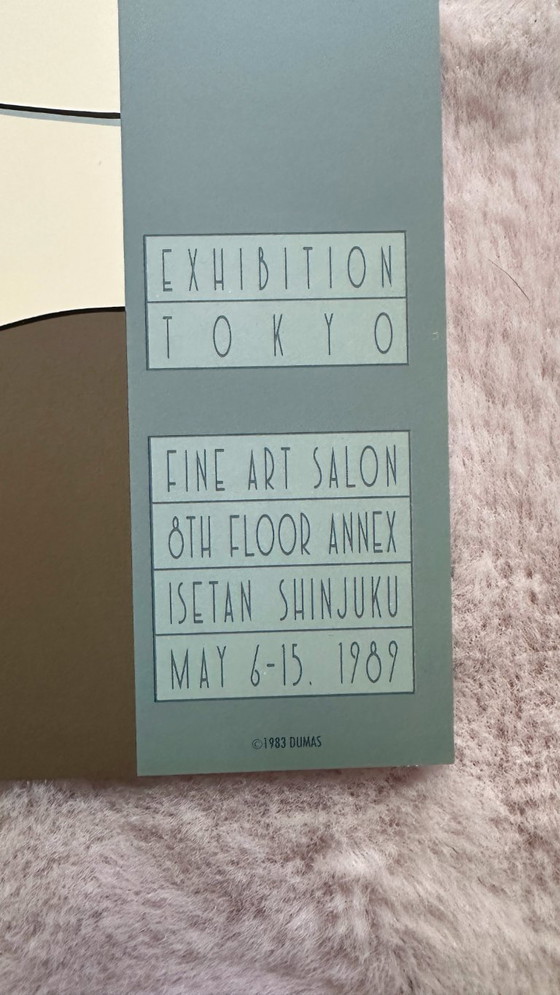 EXHIBITION
TOKYO
FINE ART SALON
8TH FLOOR ANNEX
ISETAN SHINJUKU
MAY 6-15. 1989
©1983 DUMAS